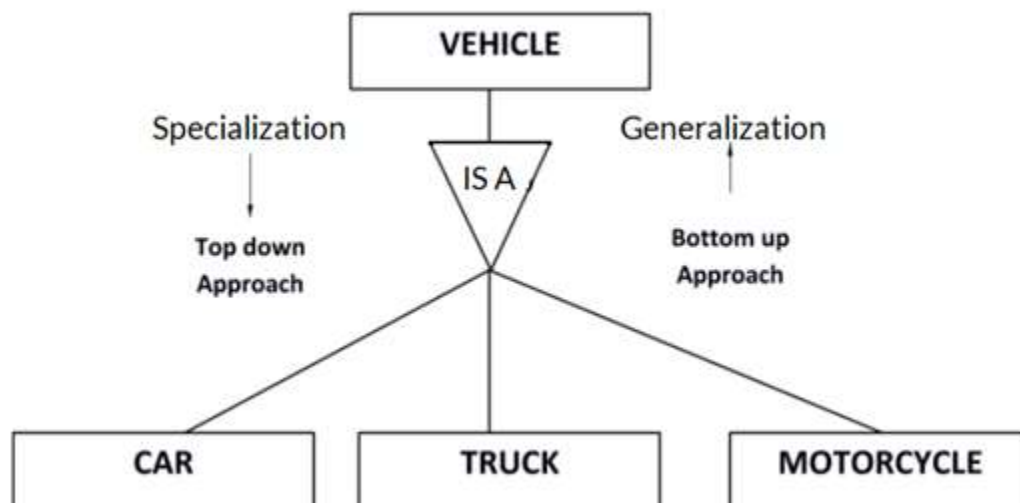 VEHICLE
Specialization
Generalization
IS A
Top down
Approach
Bottom up
Approach
CAR
TRUCK
MOTORCYCLE